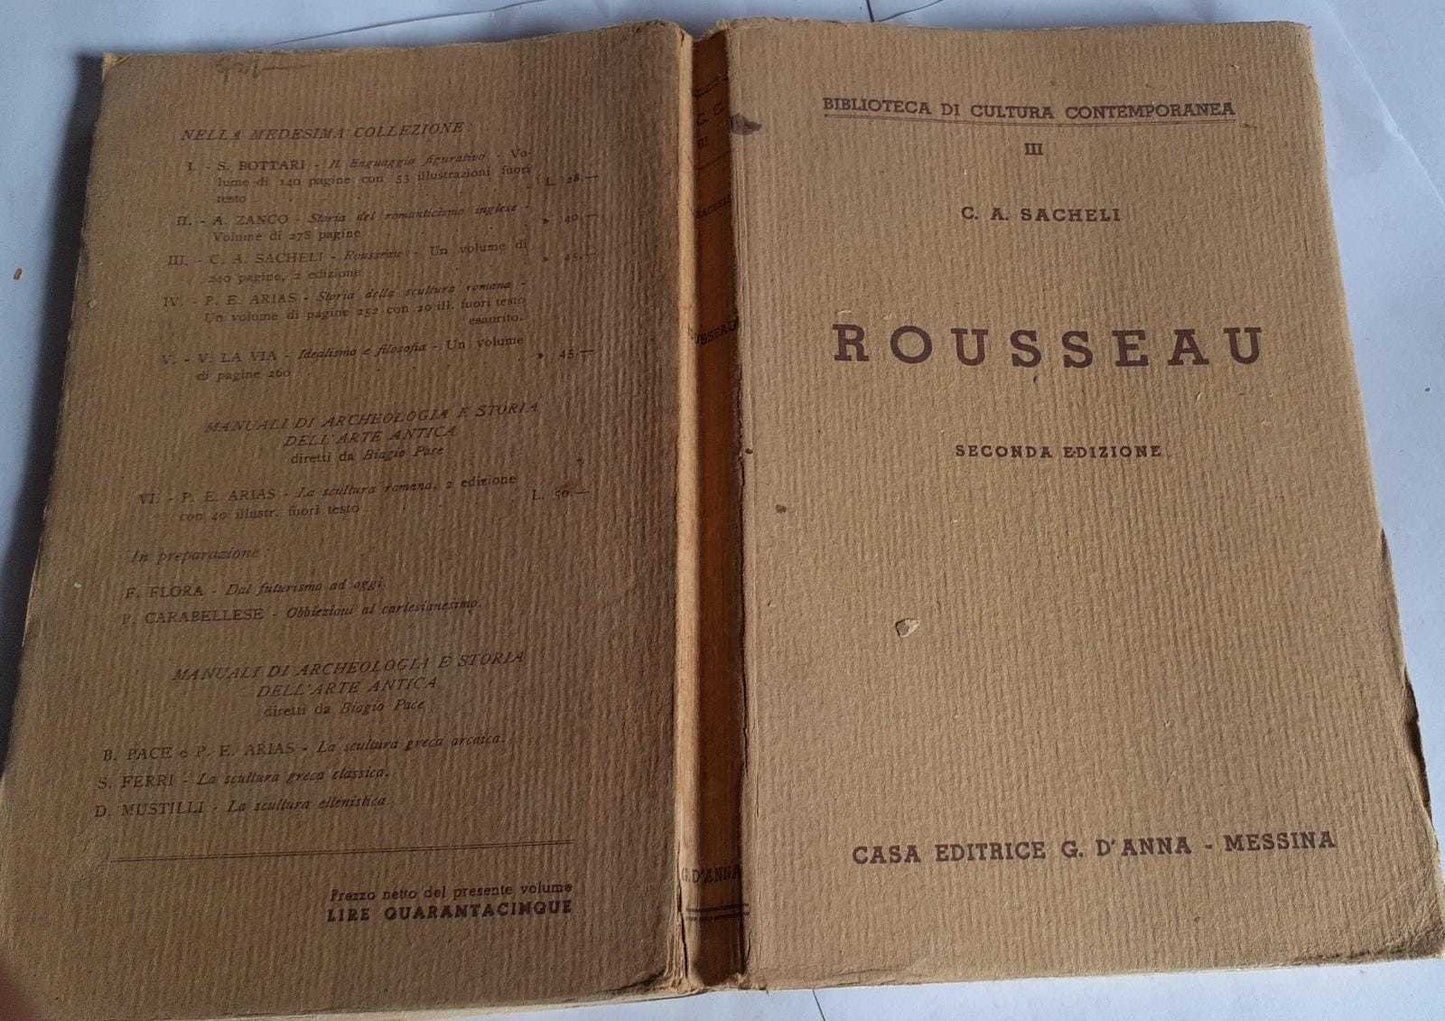 NELLA MEDESIMA COLLEZIONE:
I. - S. BOTTARI - Il linguaggio figurativo - Vo-
lume di 140 pagine con 53 illustrazioni fuori
testo L. 28.—
II. - A. ZANCO - Storia del romanticismo inglese -
Volume di 278 pagine » 40.—
III. - C. A. SACHELI - Rousseau - Un volume di
210 pagine, 2 edizione » 45.—
IV. - P. E. ARIAS - Storia della scultura romana -
Un volume di pagine 252 con 20 ill. fuori testo
esaurito.
V. - V. LA VIA - Idealismo e filosofia - Un volume
di pagine 260 » 45.—
MANUALI DI ARCHEOLOGIA E STORIA
DELL'ARTE ANTICA
diretti da Biagio Pace
VI. - P. E. ARIAS - La scultura romana, 2 edizione
con 40 illustr. fuori testo L. 50.—
In preparazione:
F. FLORA - Dal futurismo ad oggi.
P. CARABELLESE - Obbiezioni al cartesianesimo.
MANUALI DI ARCHEOLOGIA E STORIA
DELL'ARTE ANTICA
diretti da Biagio Pace
B. PACE e P. E. ARIAS - La scultura greca arcaica.
S. FERRI - La scultura greca classica.
D. MUSTILLI - La scultura ellenistica
Prezzo netto del presente volume
LIRE QUARANTACINQUE
G. D'ANNA
BIBLIOTECA DI CULTURA CONTEMPORANEA
III
C. A. SACHELI
ROUSSEAU
SECONDA EDIZIONE
CASA EDITRICE G. D'ANNA - MESSINA